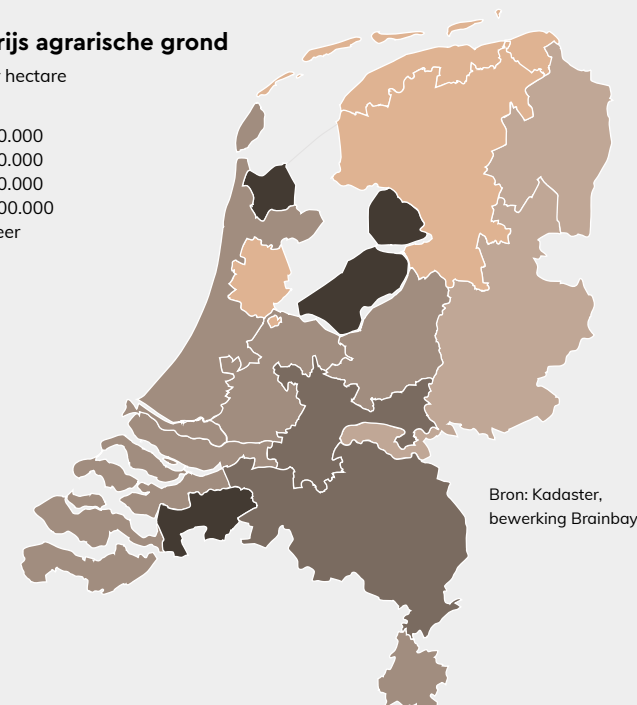 rijs agrarische grond
hectare
0.000
0.000
0.000
00.000
eer
Bron: Kadaster,
bewerking Brainbay